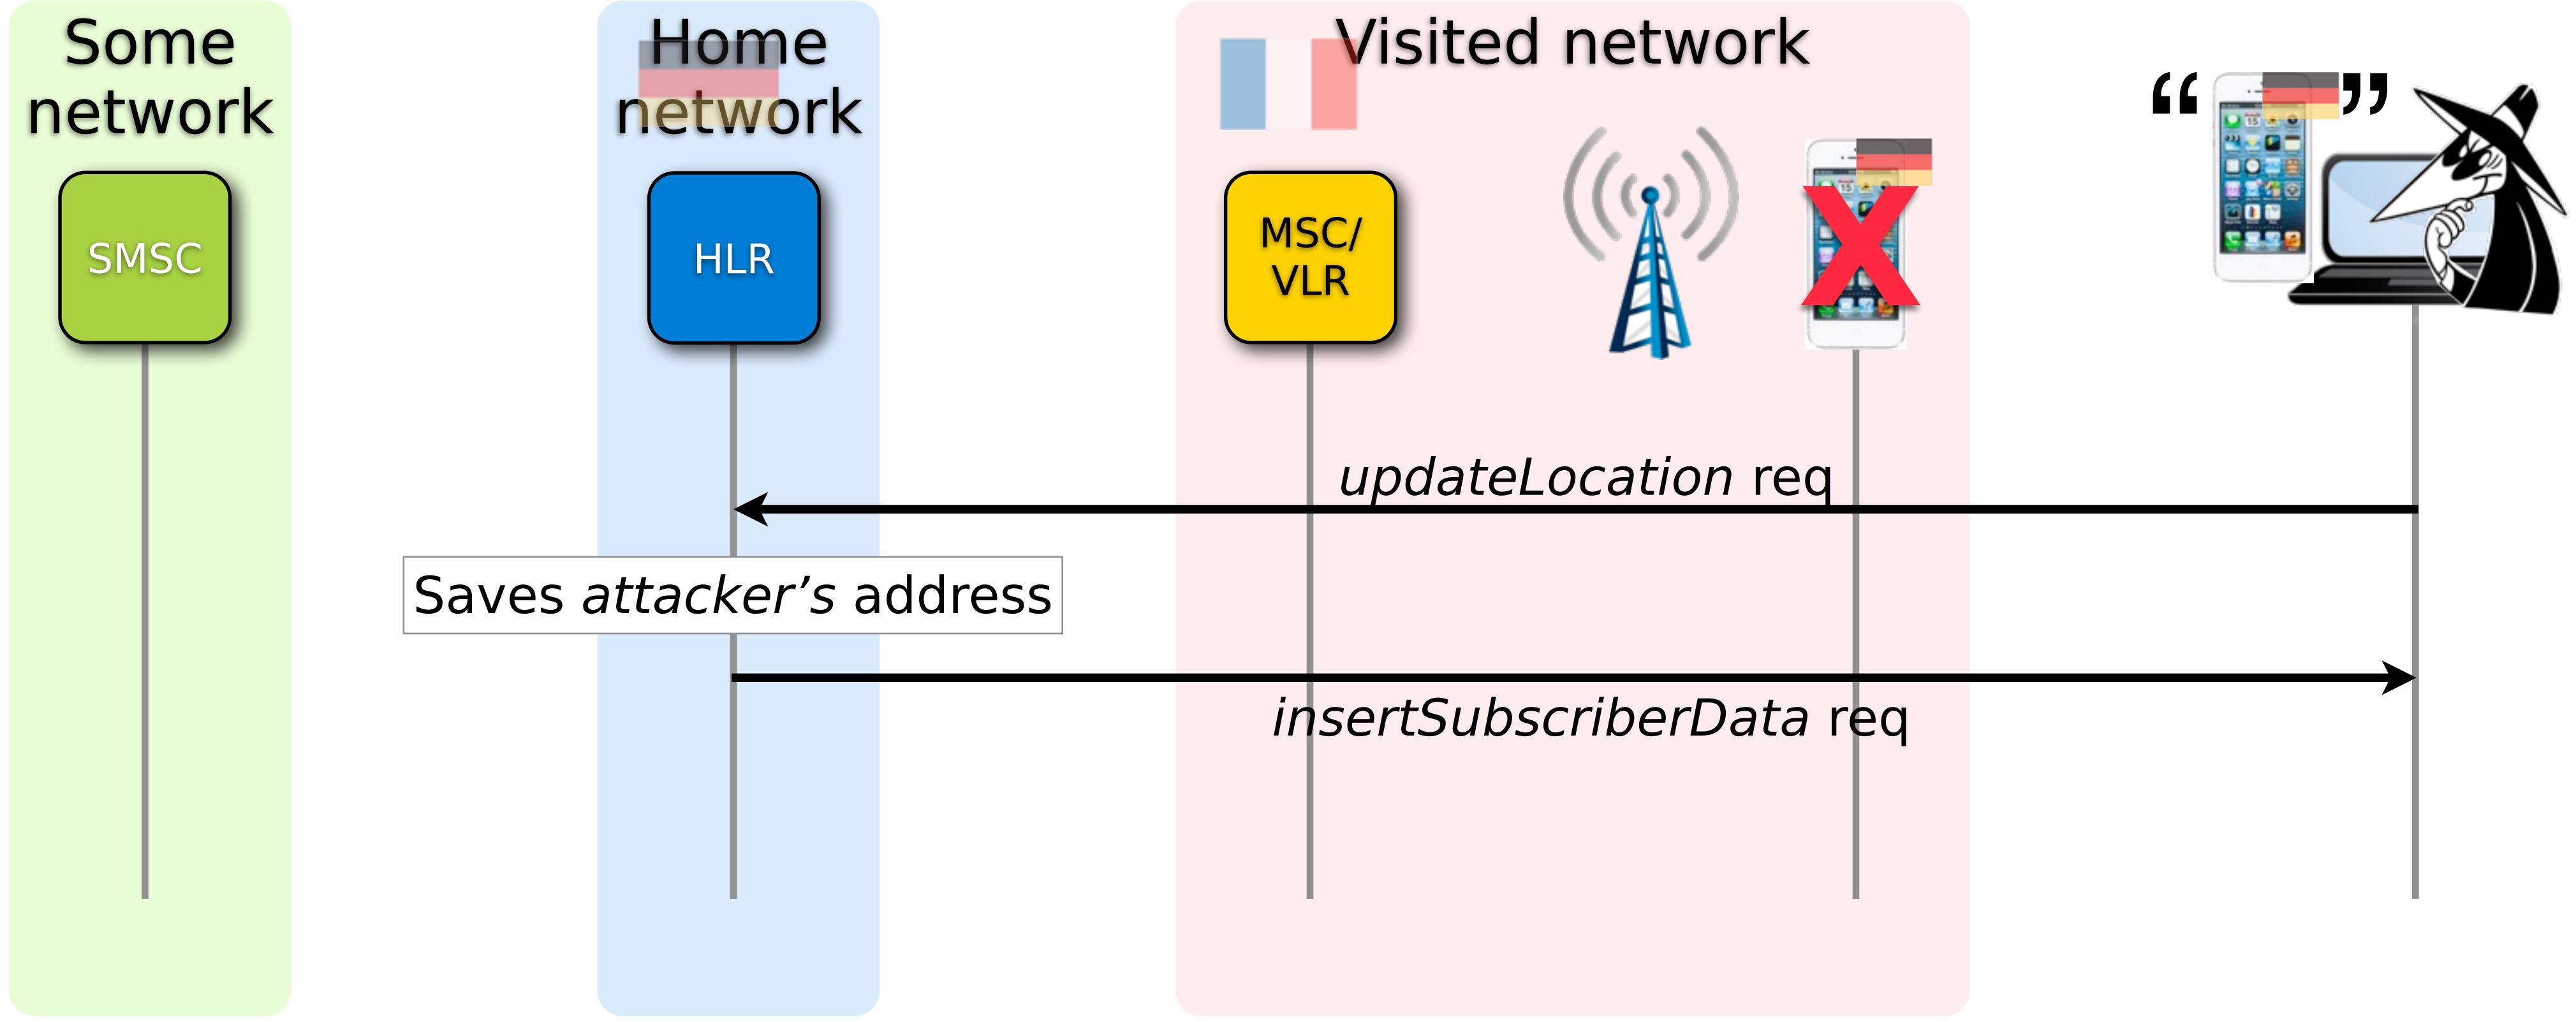 Some
network
Home
network
Visited network
“ ”
SMSC
HLR
MSC/
VLR
X
updateLocation req
Saves attacker’s address
insertSubscriberData req